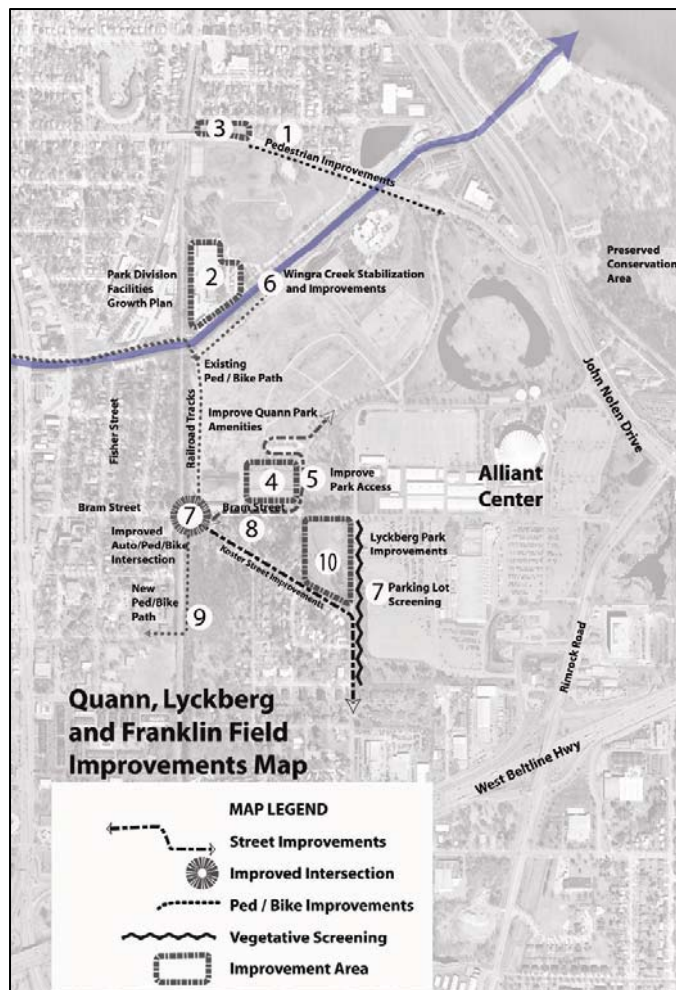 3
1
Pedestrian Improvements
2
Park Division
Facilities
Growth Plan
6
Wingra Creek Stabilization
and Improvements
Preserved
Conservation
Area
Existing
Ped / Bike Path
John Nolen Drive
Fisher Street
Railroad Tracks
Improve Quann Park
Amenities
4
5
Improve
Park Access
Alliant
Center
Bram Street
7
Bram Street
8
Improved
Auto/Ped/Bike
Intersection
Koster Street Improvements
10
Lyckberg Park
Improvements
7
Parking Lot
Screening
New
Ped/Bike
Path
9
Rimrock Road
West Beltline Hwy
Quann, Lyckberg
and Franklin Field
Improvements Map
MAP LEGEND
Street Improvements
Improved Intersection
Ped / Bike Improvements
Vegetative Screening
Improvement Area